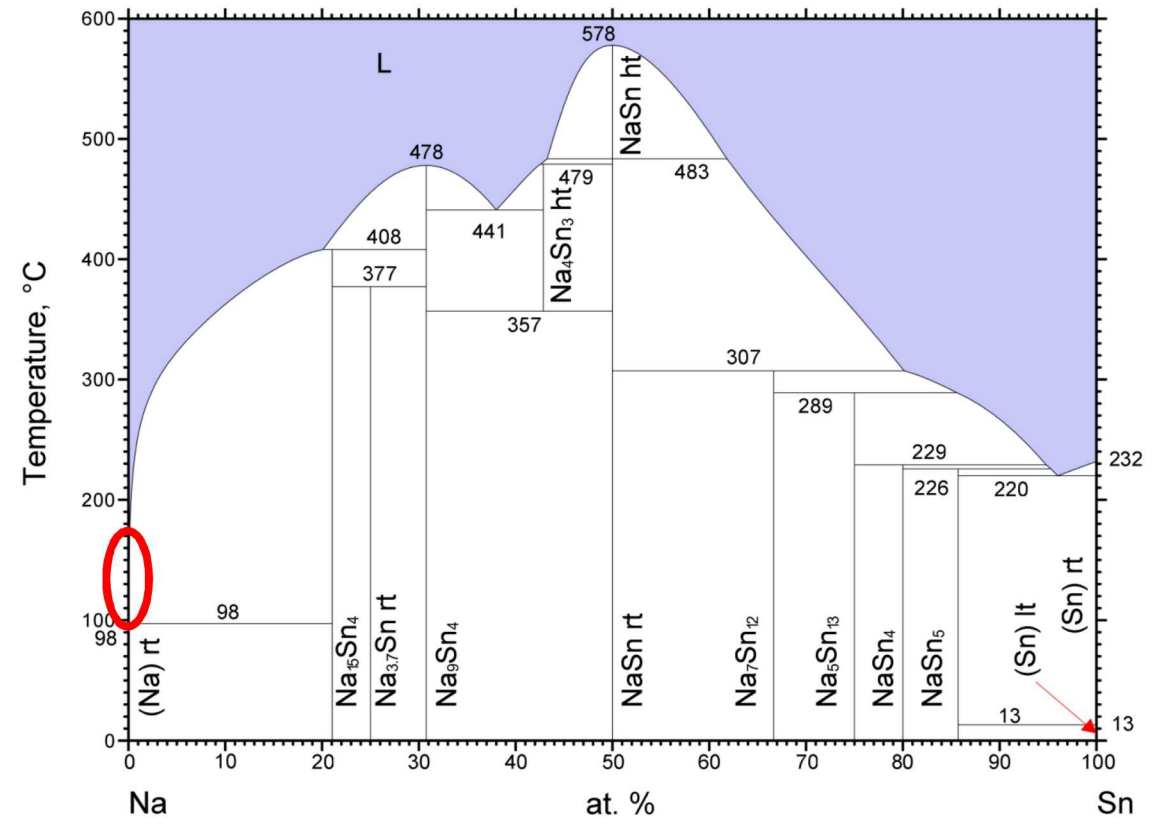 600
500
400
300
200
100
98
0
Temperature, °C
L
578
478
408
377
441
479
483
357
307
289
229
226
220
232
98
13
13
(Na) rt
Na15Sn4
Na3.7Sn rt
Na9Sn4
Na4Sn3 ht
NaSn ht
NaSn rt
Na7Sn12
Na5Sn13
NaSn4
NaSn5
(Sn) lt
(Sn) rt
0 10 20 30 40 50 60 70 80 90 100
Na at. % Sn